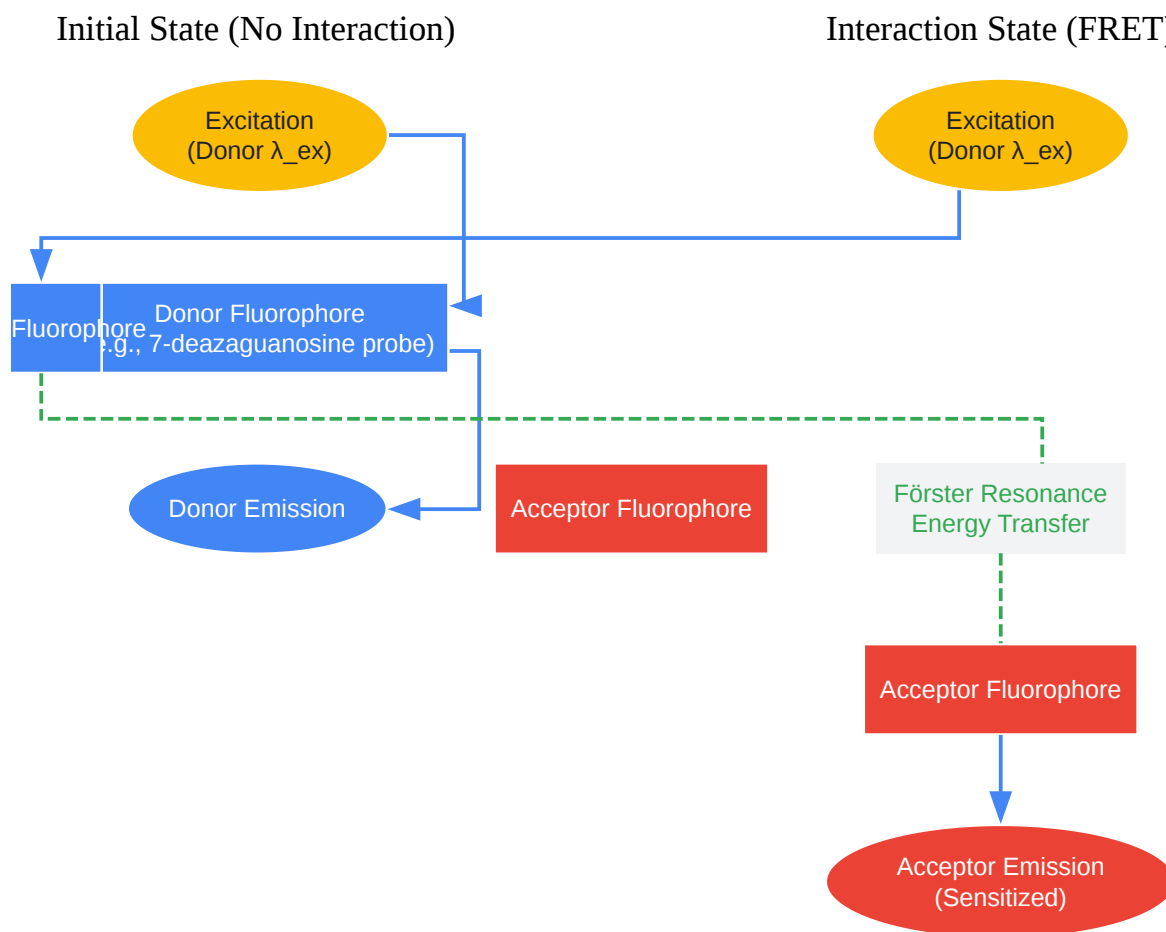 Initial State (No Interaction)
Interaction State (FRET)
Excitation
(Donor λ_ex)
Excitation
(Donor λ_ex)
Fluorophore
Donor Fluorophore
e.g., 7-deazaguanosine probe)
Donor Emission
Acceptor Fluorophore
Förster Resonance
Energy Transfer
Acceptor Fluorophore
Acceptor Emission
(Sensitized)